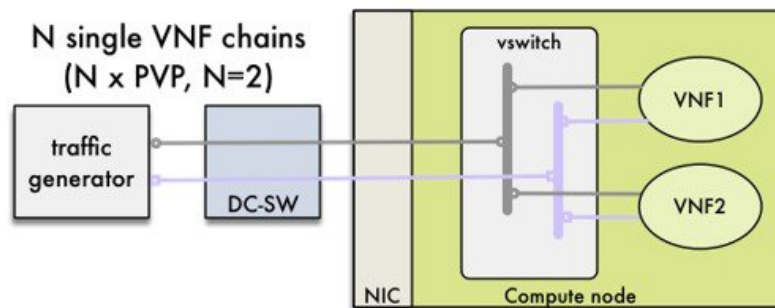 N single VNF chains
(N x PVP, N=2)
traffic
generator
DC-SW
NIC
vswitch
VNF1
VNF2
Compute node